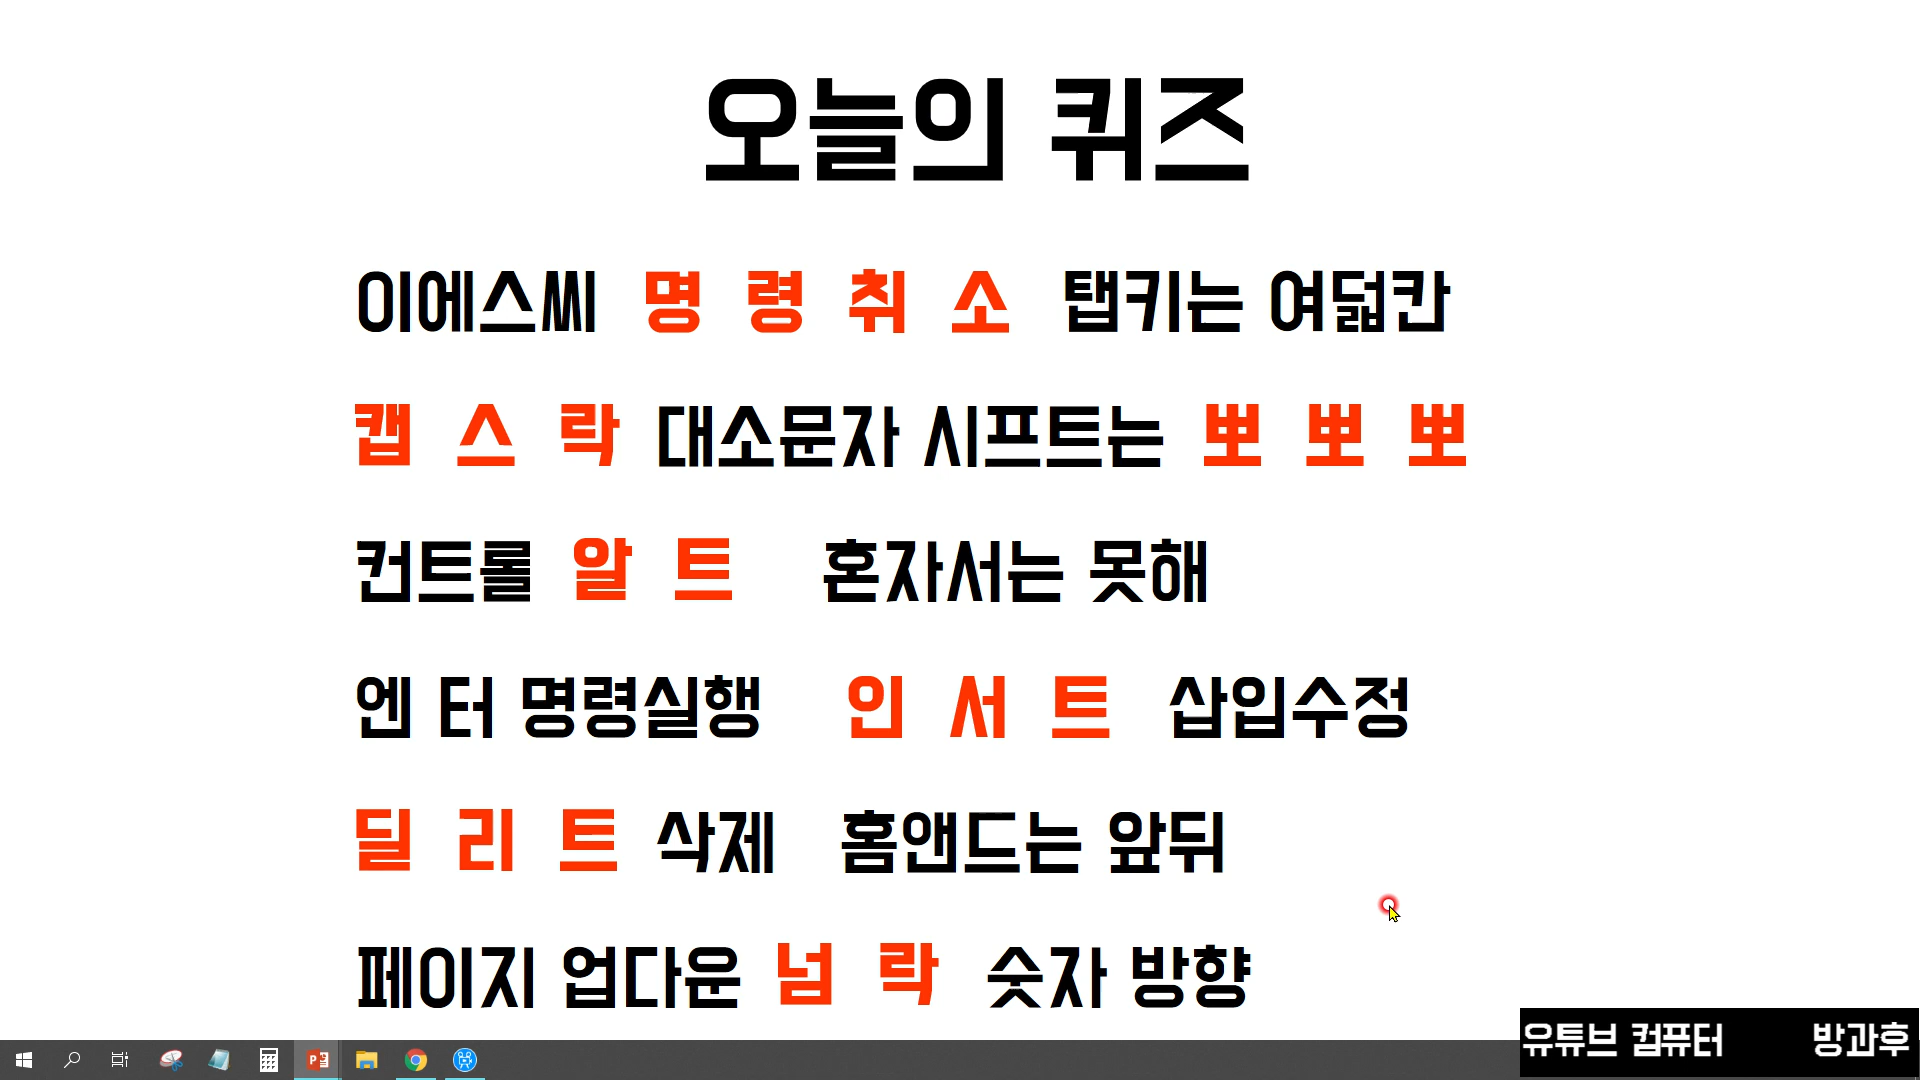 오늘의 퀴즈
이에스씨 명 령 취 소 탭키는 여덟칸
캡 스 락 대소문자 시프트는 뽀 뽀 뽀
컨트롤 알 트 혼자서는 못해
엔 터 명령실행 인 서 트 삽입수정
딜 리 트 삭제 홈앤드는 앞뒤
페이지 업다운 넘 락 숫자 방향
유튜브 컴퓨터 방과후